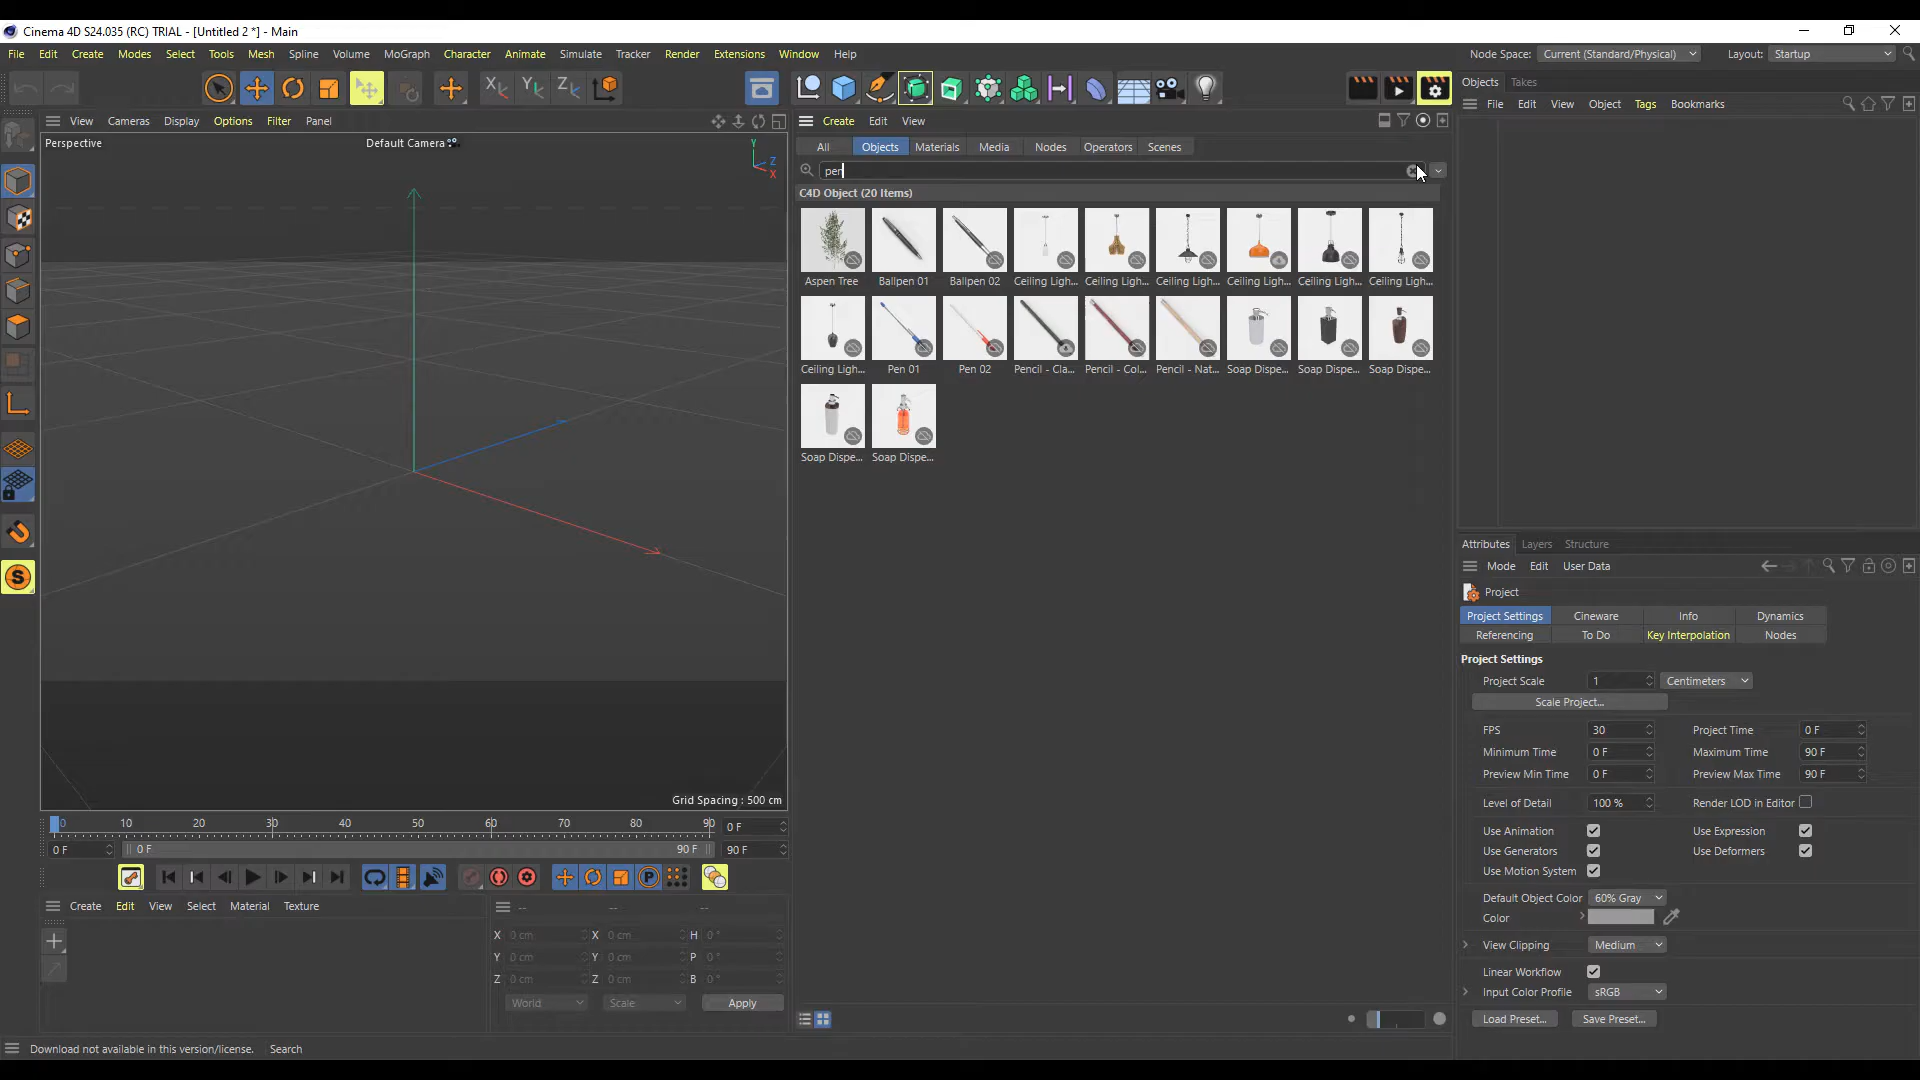 Cinema 4D S24.035 (RC) TRIAL - [Untitled 2 *] - Main
File Edit Create Modes Select Tools Mesh Spline Volume MoGraph Character Animate Simulate Tracker Render Extensions Window Help
Node Space: Current (Standard/Physical) Layout: Startup
X Y Z
Objects Takes
File Edit View Object Tags Bookmarks
View Cameras Display Options Filter Panel
Perspective
Default Camera
Y
Z
X
Grid Spacing : 500 cm
Create Edit View
All Objects Materials Media Nodes Operators Scenes
pen
C4D Object (20 Items)
Aspen Tree Ballpen 01 Ballpen 02 Ceiling Ligh... Ceiling Ligh... Ceiling Ligh... Ceiling Ligh... Ceiling Ligh... Ceiling Ligh...
Ceiling Ligh... Pen 01 Pen 02 Pencil - Cla... Pencil - Col... Pencil - Nat... Soap Dispe... Soap Dispe... Soap Dispe...
Soap Dispe... Soap Dispe...
Attributes Layers Structure
Mode Edit User Data
Project
Project Settings Cineware Info Dynamics
Referencing To Do Key Interpolation Nodes
Project Settings
Project Scale 1 Centimeters
Scale Project...
FPS 30 Project Time 0 F
Minimum Time 0 F Maximum Time 90 F
Preview Min Time 0 F Preview Max Time 90 F
Level of Detail 100 % Render LOD in Editor
Use Animation Use Expression
Use Generators Use Deformers
Use Motion System
Default Object Color 60% Gray
Color
View Clipping Medium
Linear Workflow
Input Color Profile sRGB
Load Preset... Save Preset...
0 10 20 30 40 50 60 70 80 90 0 F
0 F 0 F 90 F 90 F
P
S
Create Edit View Select Material Texture
-- -- --
X 0 cm X 0 cm H 0 °
Y 0 cm Y 0 cm P 0 °
Z 0 cm Z 0 cm B 0 °
World Scale Apply
Download not available in this version/license. Search